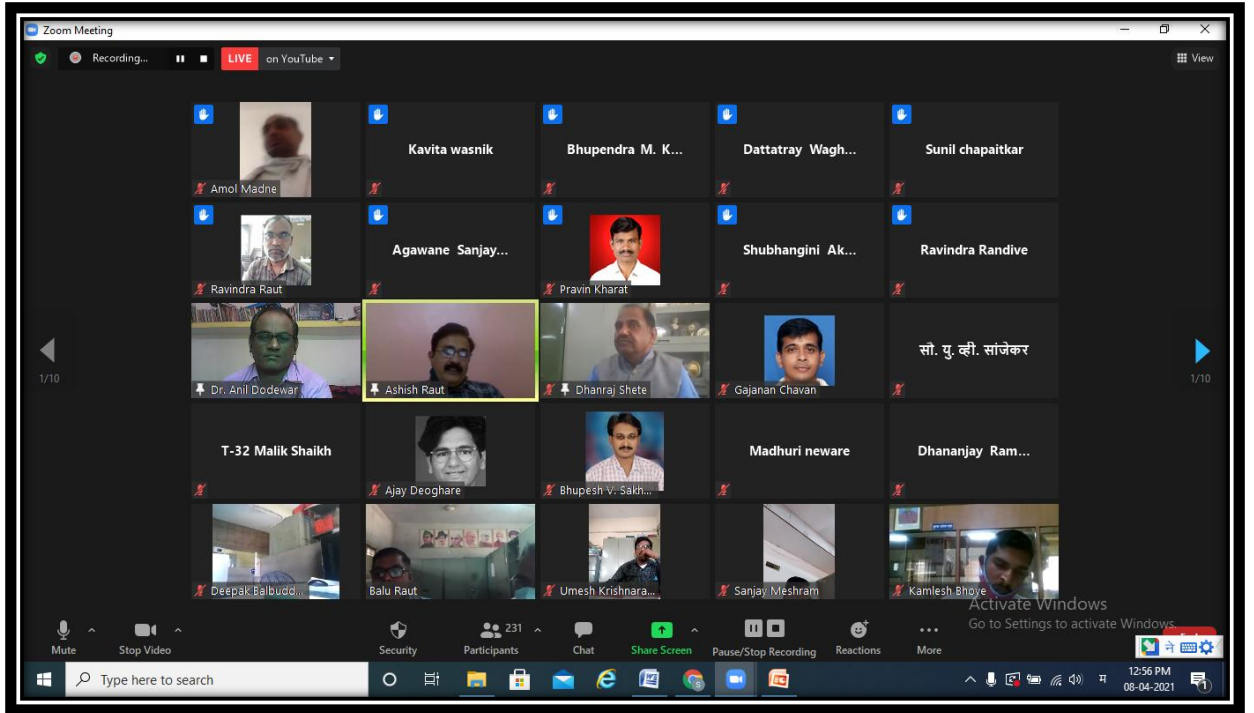 Zoom Meeting
Recording... LIVE on YouTube View
Kavita wasnik Bhupendra M. K... Dattatray Wagh... Sunil chapaitkar
Amol Madne
Agawane Sanjay... Shubhangini Ak... Ravindra Randive
Ravindra Raut Pravin Kharat
सौ. यु. व्ही. सांजेकर
1/10 1/10
Dr. Anil Dodewar Ashish Raut Dhanraj Shete Gajanan Chavan
T-32 Malik Shaikh Madhuri neware Dhananjay Ram...
Ajay Deoghare Bhupesh V. Sakh...
Deepak Balbudd... Balu Raut Umesh Krishnara... Sanjay Meshram Kamlesh Bhoye
Activate Windows
Go to Settings to activate Windows.
231
Mute Stop Video Security Participants Chat Share Screen Pause/Stop Recording Reactions More
ने
Type here to search म 12:56 PM
08-04-2021
1